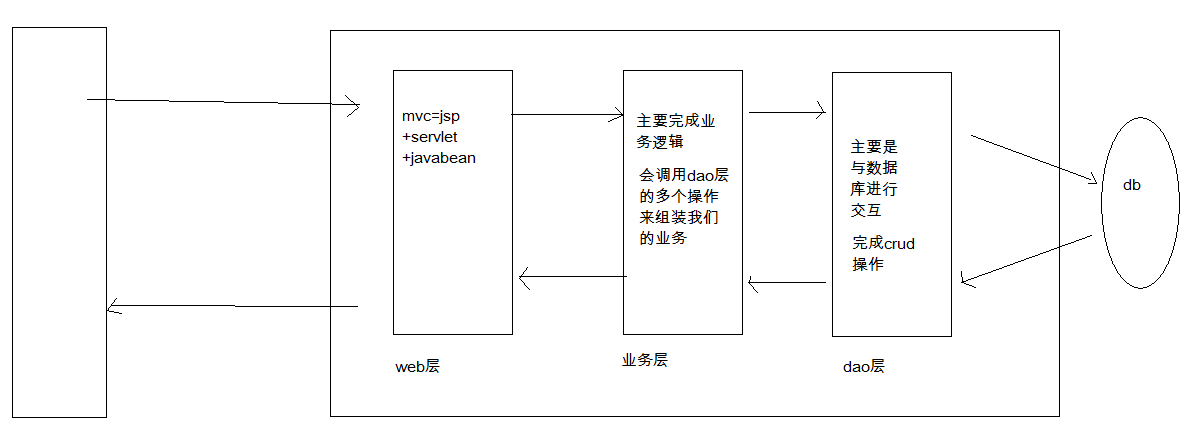 mvc=jsp
+servlet
+javabean
web层
主要完成业
务逻辑
会调用dao层
的多个操作
来组装我们
的业务
业务层
主要是
与数据
库进行
交互
完成crud
操作
dao层
db